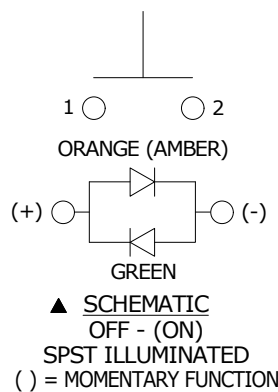 1 2
ORANGE (AMBER)
(+) (-)
GREEN
▲ SCHEMATIC
OFF - (ON)
SPST ILLUMINATED
( ) = MOMENTARY FUNCTION